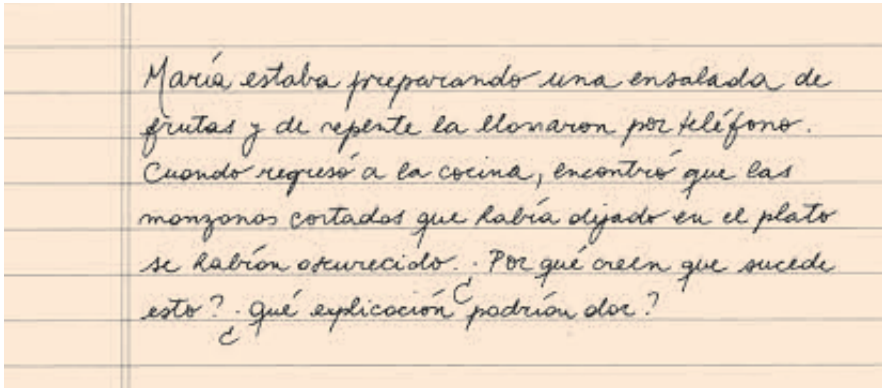 María estaba preparando una ensalada de
frutas y de repente la llamaron por teléfono.
Cuando regresó a la cocina, encontró que las
manzanas cortadas que había dejado en el plato
se habían oscurecido. ¿Por qué creen que sucede
esto? ¿Qué explicación podrían dar?